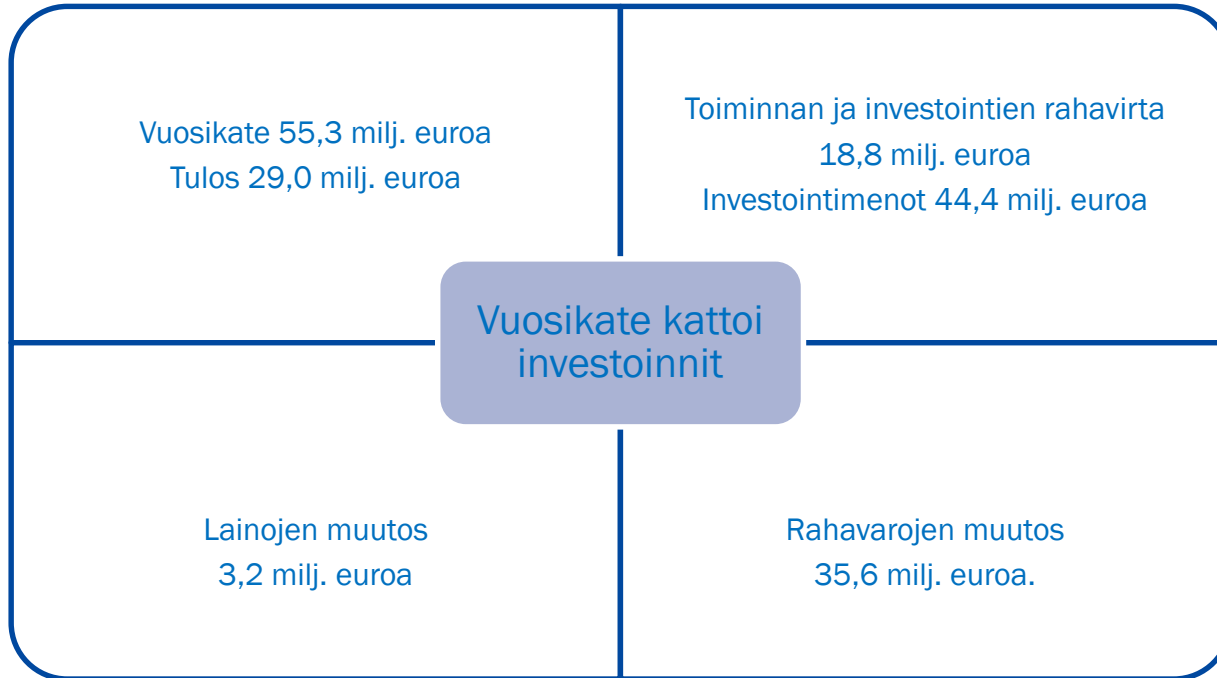 Vuosikate 55,3 milj. euroa
Tulos 29,0 milj. euroa
Toiminnan ja investointien rahavirta
18,8 milj. euroa
Investointimenot 44,4 milj. euroa
Vuosikate kattoi
investoinnit
Lainojen muutos
3,2 milj. euroa
Rahavarojen muutos
35,6 milj. euroa.